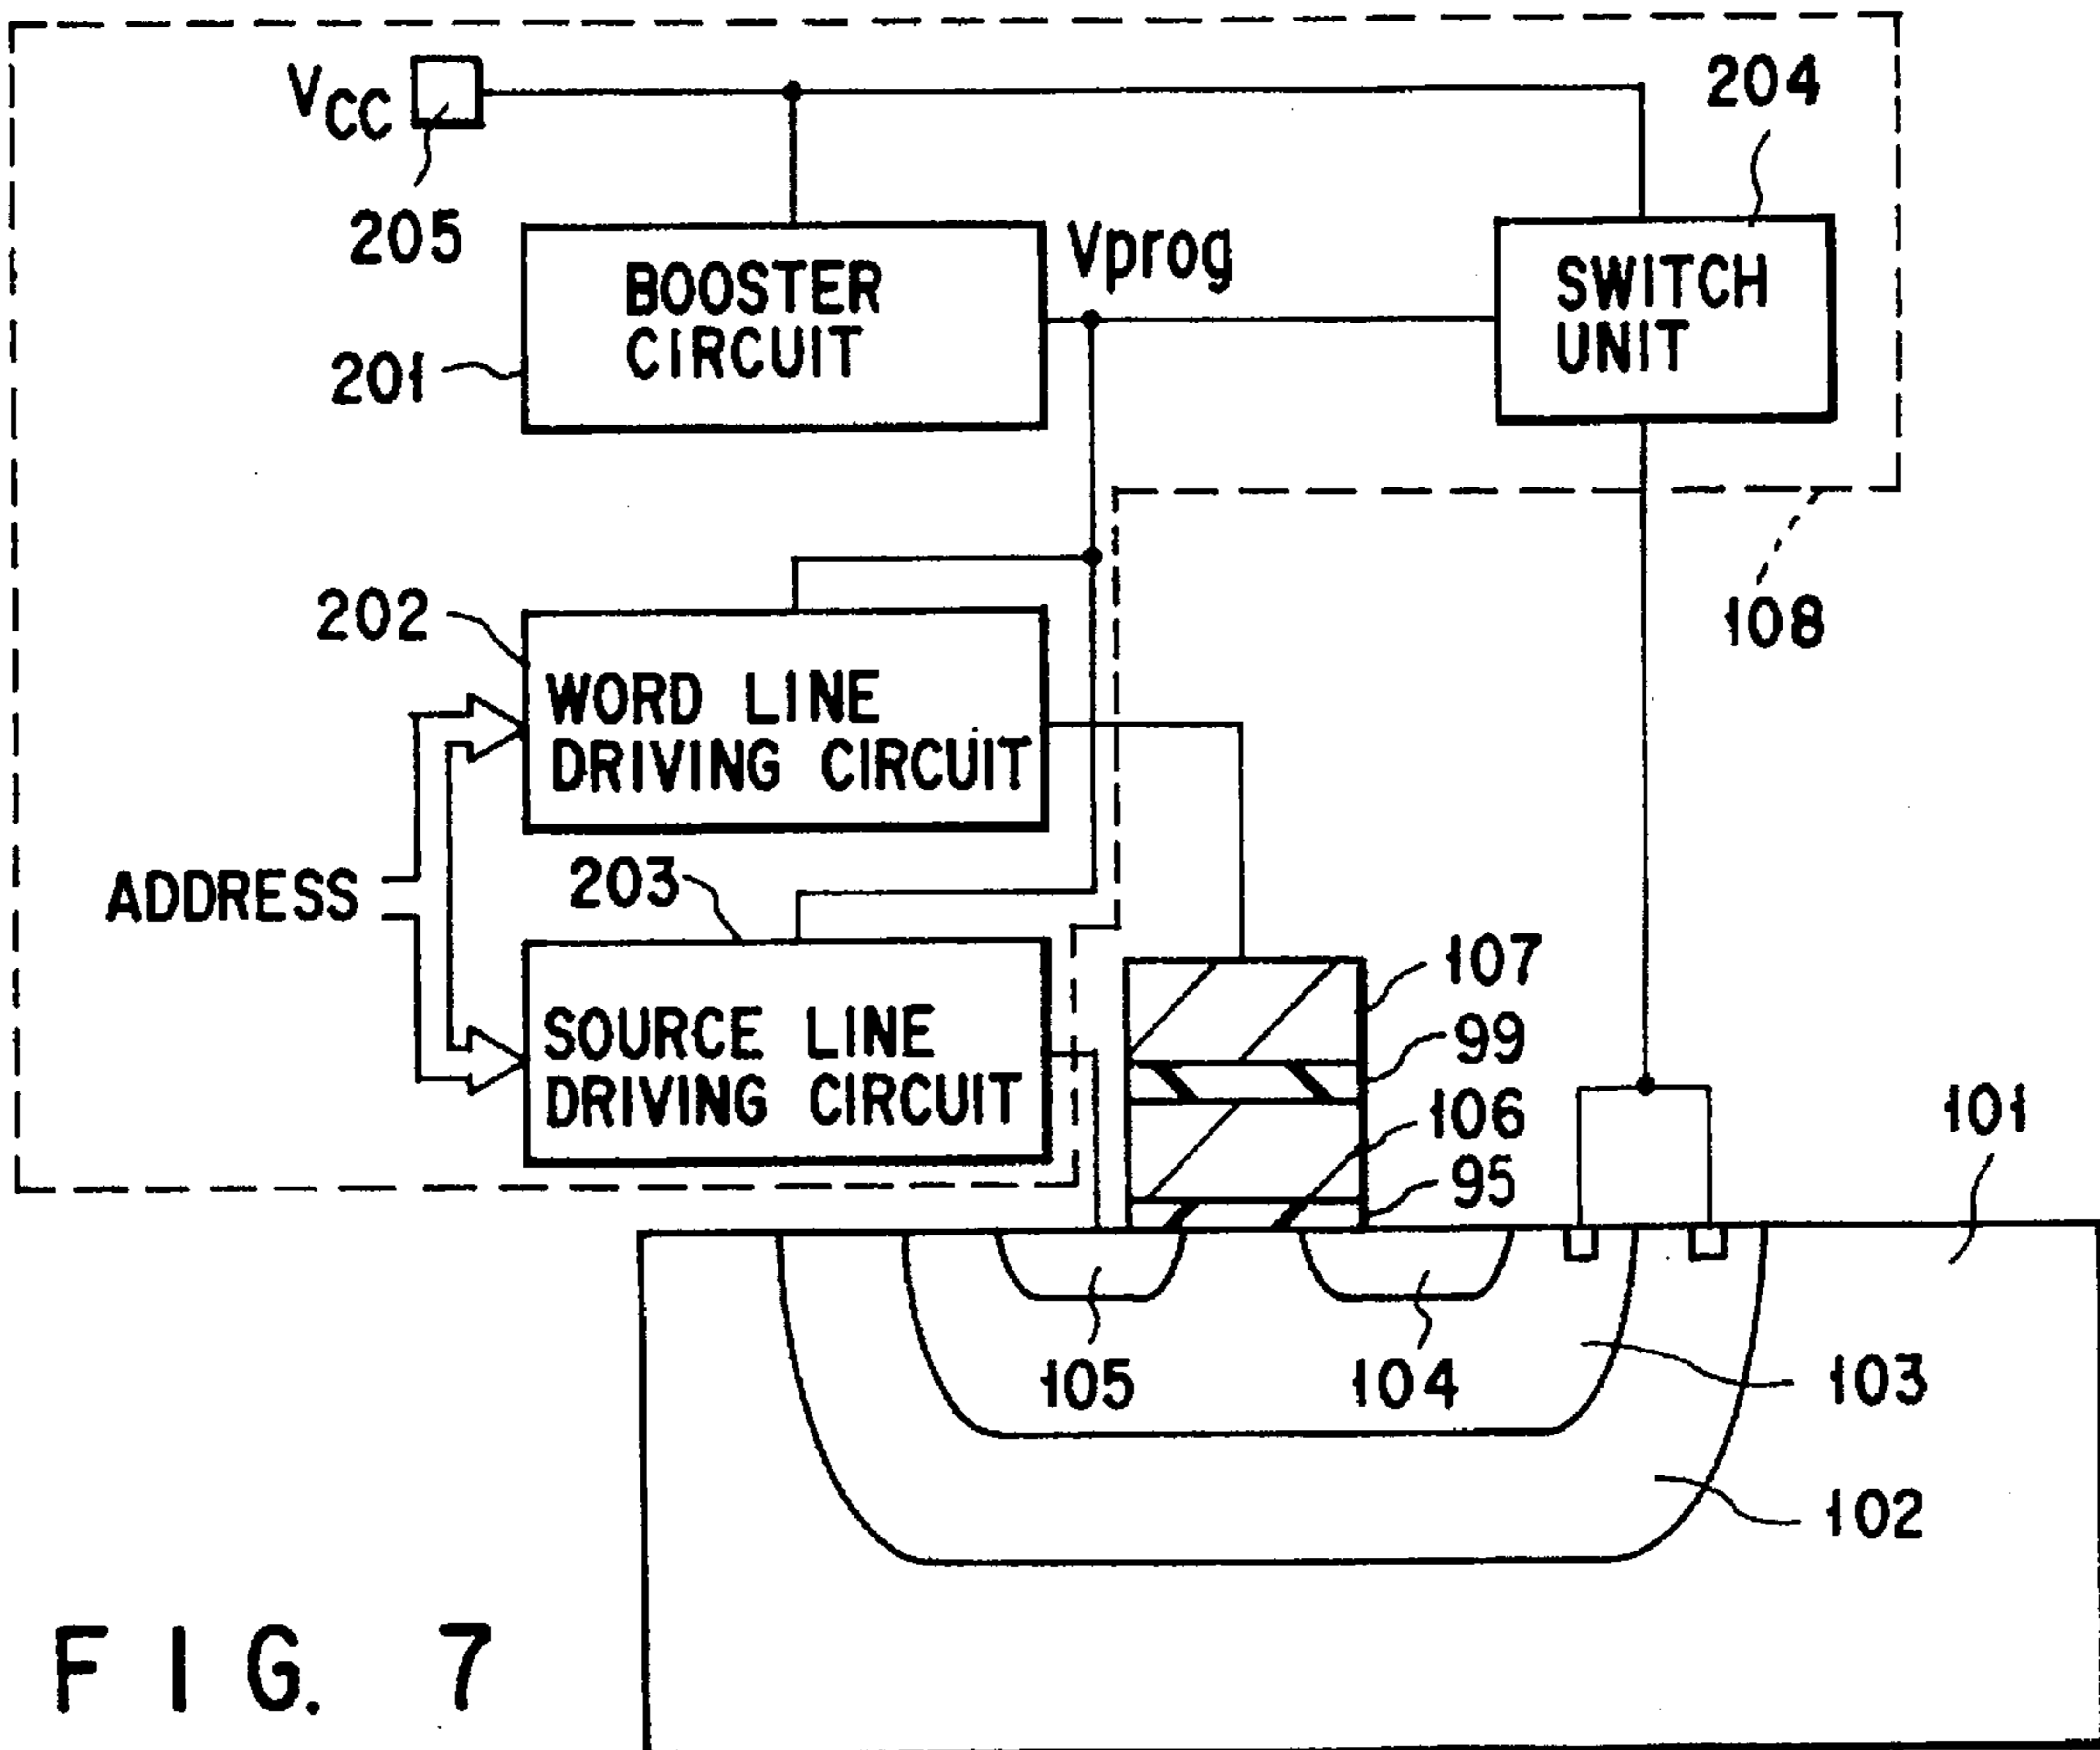 204
VCC
205
Vprog
BOOSTER
CIRCUIT
SWITCH
UNIT
201
202
108
WORD LINE
DRIVING CIRCUIT
ADDRESS
203
107
SOURCE LINE
DRIVING CIRCUIT
99
106
101
95
105
104
103
102
FIG. 7